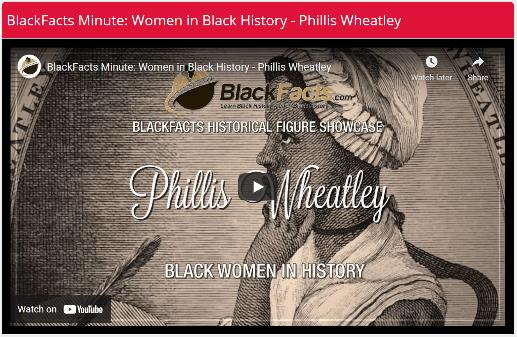 BlackFacts Minute: Women in Black History - Phillis Wheatley
BlackFacts Minute: Women in Black History - Phillis Wheatley
Watch later
Share
BlackFacts.com
BLACKFACTS HISTORICAL FIGURE SHOWCASE
Phillis Wheatley
BLACK WOMEN IN HISTORY
Watch on YouTube